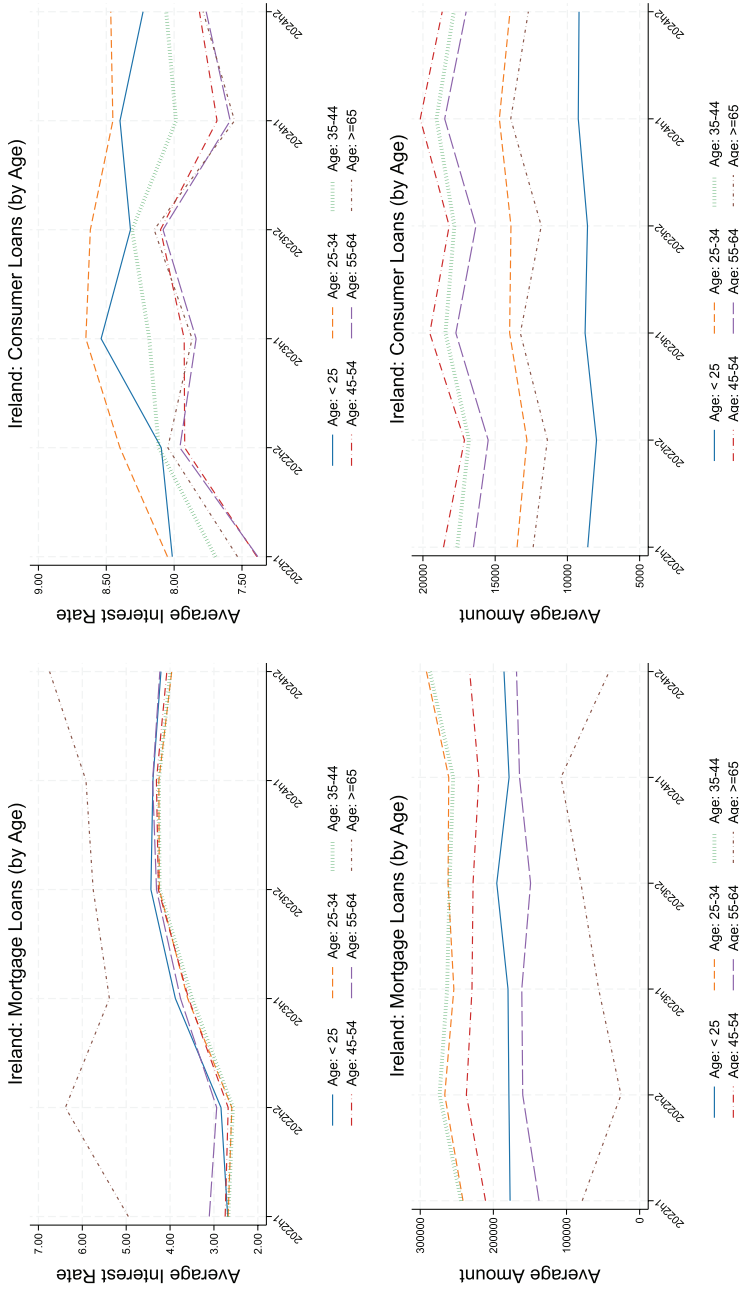 Ireland: Mortgage Loans (by Age)
Average Interest Rate
7.00
6.00
5.00
4.00
3.00
2.00
2022h1 2022h2 2023h1 2023h2 2024h1 2024h2
Age: < 25 Age: 25-34 Age: 35-44
Age: 45-54 Age: 55-64 Age: >=65
Ireland: Consumer Loans (by Age)
Average Interest Rate
9.00
8.50
8.00
7.50
2022h1 2022h2 2023h1 2023h2 2024h1 2024h2
Age: < 25 Age: 25-34 Age: 35-44
Age: 45-54 Age: 55-64 Age: >=65
Ireland: Mortgage Loans (by Age)
Average Amount
300000
200000
100000
0
2022h1 2022h2 2023h1 2023h2 2024h1 2024h2
Age: < 25 Age: 25-34 Age: 35-44
Age: 45-54 Age: 55-64 Age: >=65
Ireland: Consumer Loans (by Age)
Average Amount
20000
15000
10000
5000
2022h1 2022h2 2023h1 2023h2 2024h1 2024h2
Age: < 25 Age: 25-34 Age: 35-44
Age: 45-54 Age: 55-64 Age: >=65